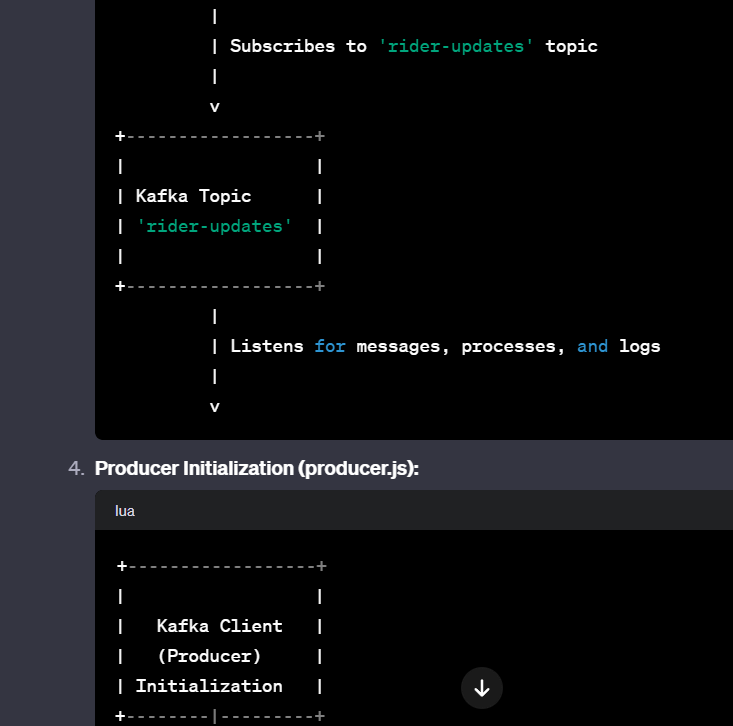 |
| Subscribes to 'rider-updates' topic
|
v
+------------------+
|                  |
| Kafka Topic      |
| 'rider-updates'  |
|                  |
+------------------+
|
| Listens for messages, processes, and logs
|
v
4. Producer Initialization (producer.js):
lua
+------------------+
|                  |
|   Kafka Client   |
|   (Producer)     |
| Initialization   |
+--------|---------+